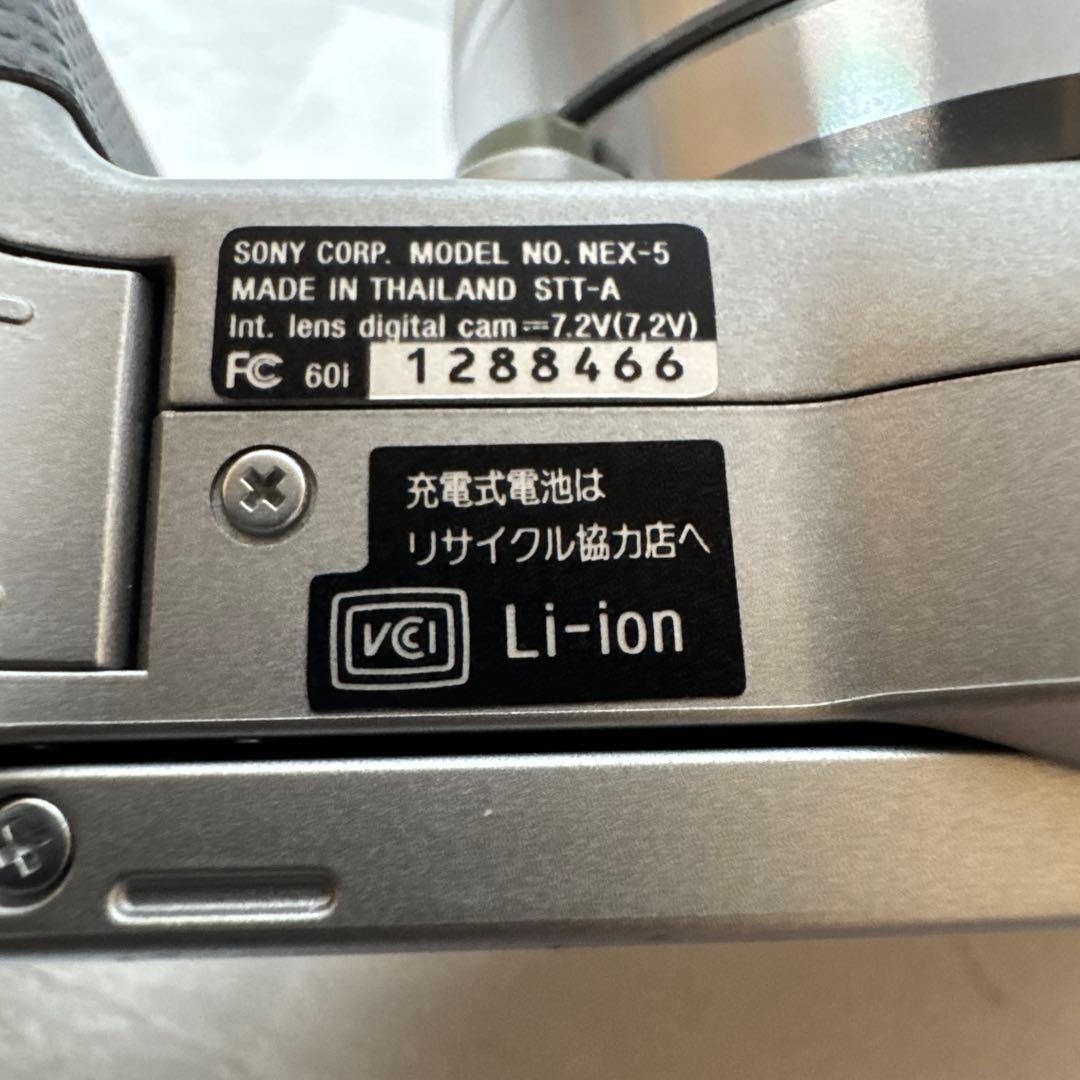 SONY CORP. MODEL NO. NEX-5
MADE IN THAILAND STT-A
Int. lens digital cam⎓7.2V(7,2V)
FC 60i 1288466
充電式電池は
リサイクル協力店へ
VCCI Li-ion